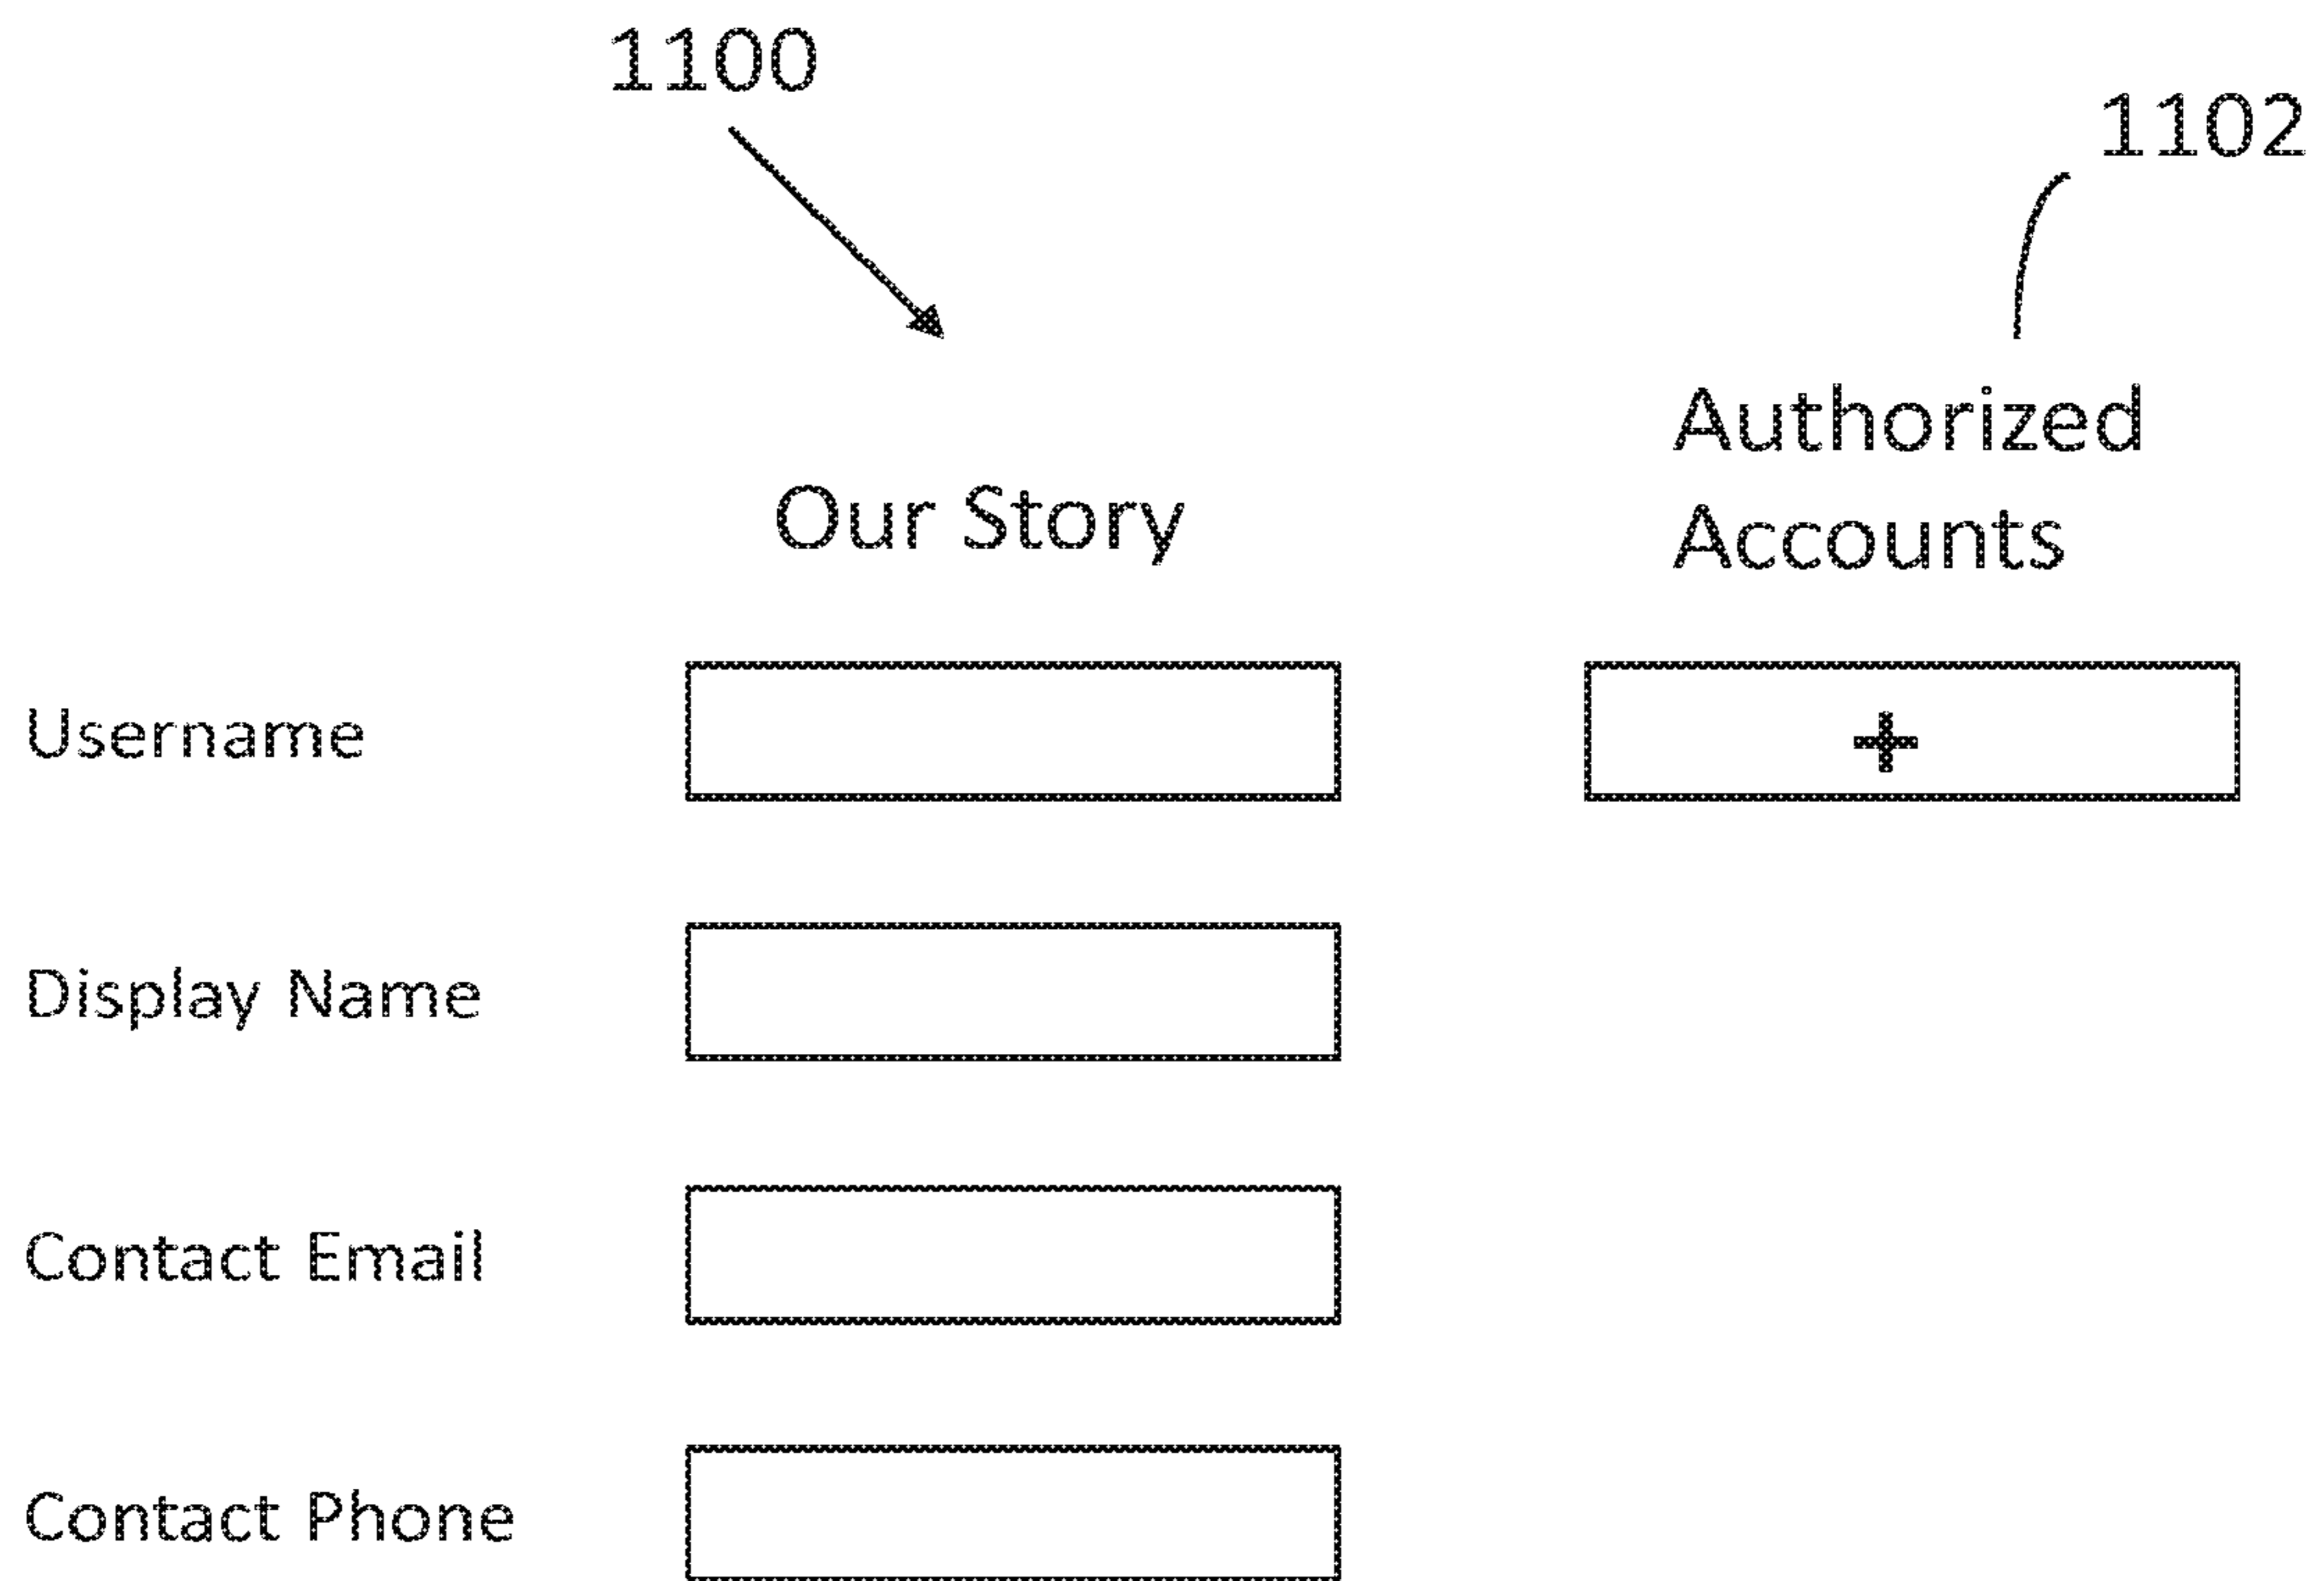 1100
1102
Our Story
Authorized
Accounts
Username
+
Display Name
Contact Email
Contact Phone